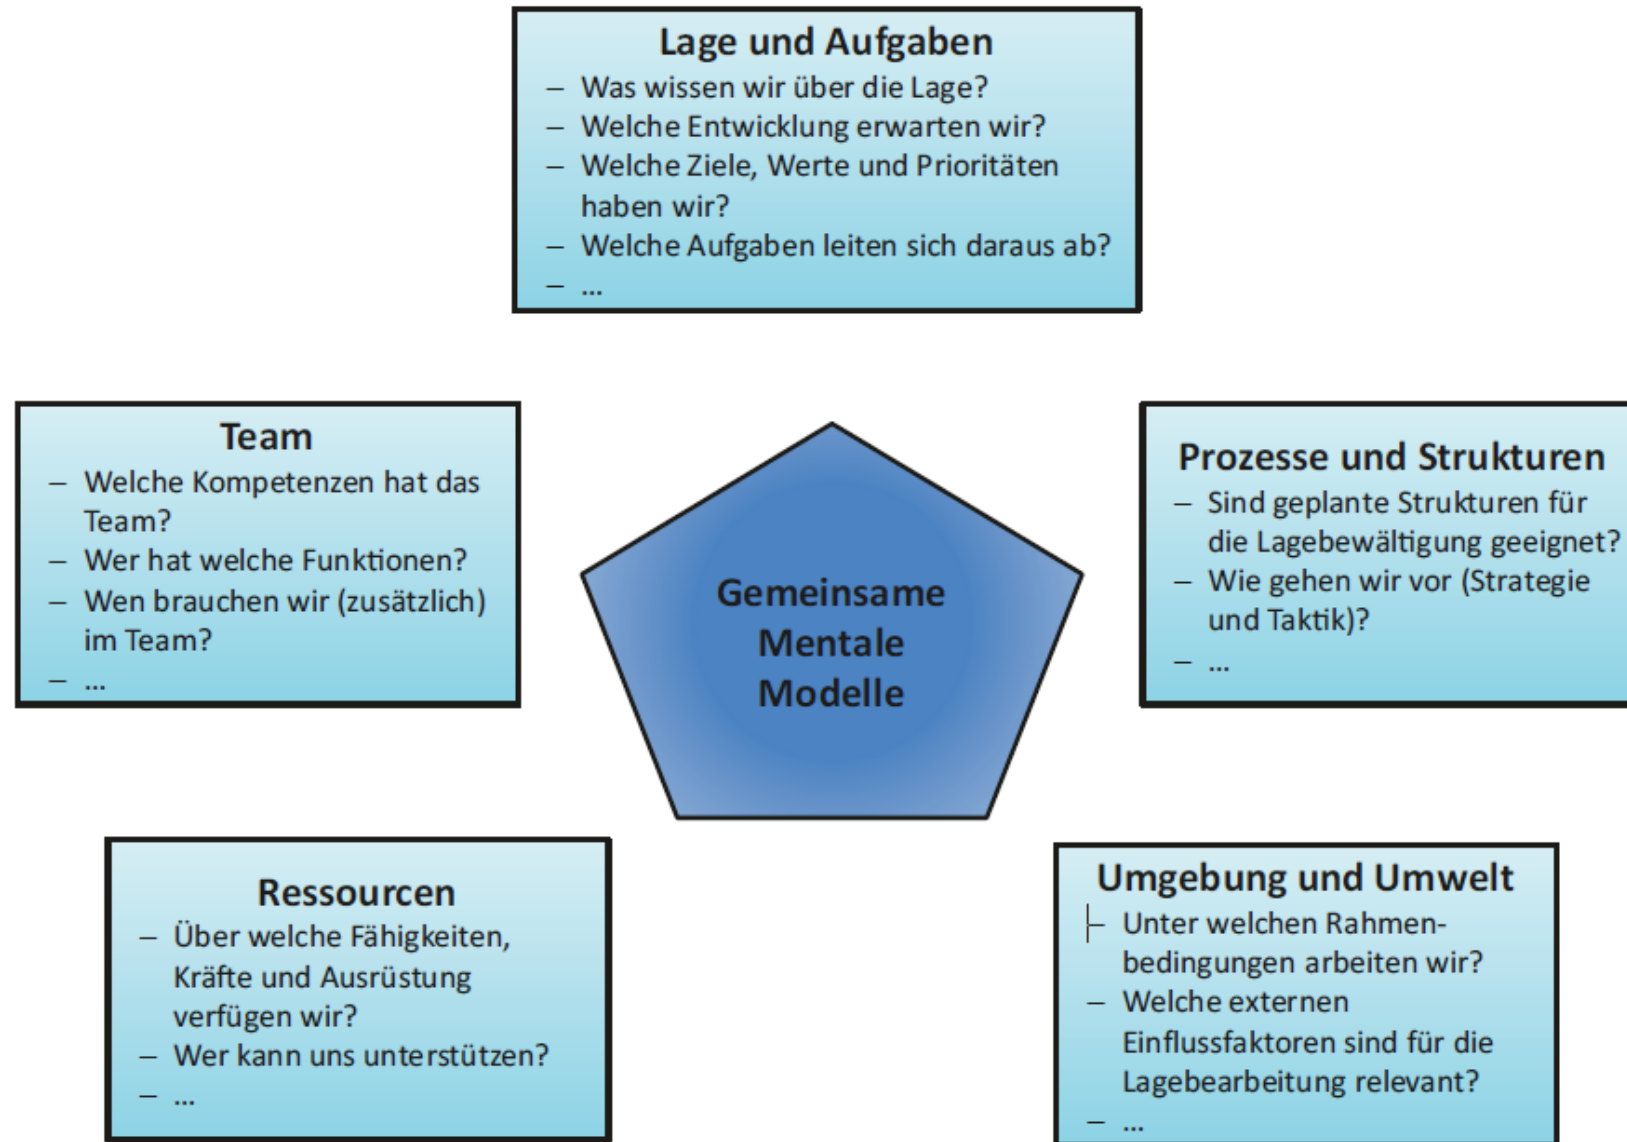 Lage und Aufgaben
– Was wissen wir über die Lage?
– Welche Entwicklung erwarten wir?
– Welche Ziele, Werte und Prioritäten
haben wir?
– Welche Aufgaben leiten sich daraus ab?
– ...
Team
– Welche Kompetenzen hat das
Team?
– Wer hat welche Funktionen?
– Wen brauchen wir (zusätzlich)
im Team?
– ...
Gemeinsame
Mentale
Modelle
Prozesse und Strukturen
– Sind geplante Strukturen für
die Lagebewältigung geeignet?
– Wie gehen wir vor (Strategie
und Taktik)?
– ...
Ressourcen
– Über welche Fähigkeiten,
Kräfte und Ausrüstung
verfügen wir?
– Wer kann uns unterstützen?
– ...
Umgebung und Umwelt
– Unter welchen Rahmen-
bedingungen arbeiten wir?
– Welche externen
Einflussfaktoren sind für die
Lagebearbeitung relevant?
– ...